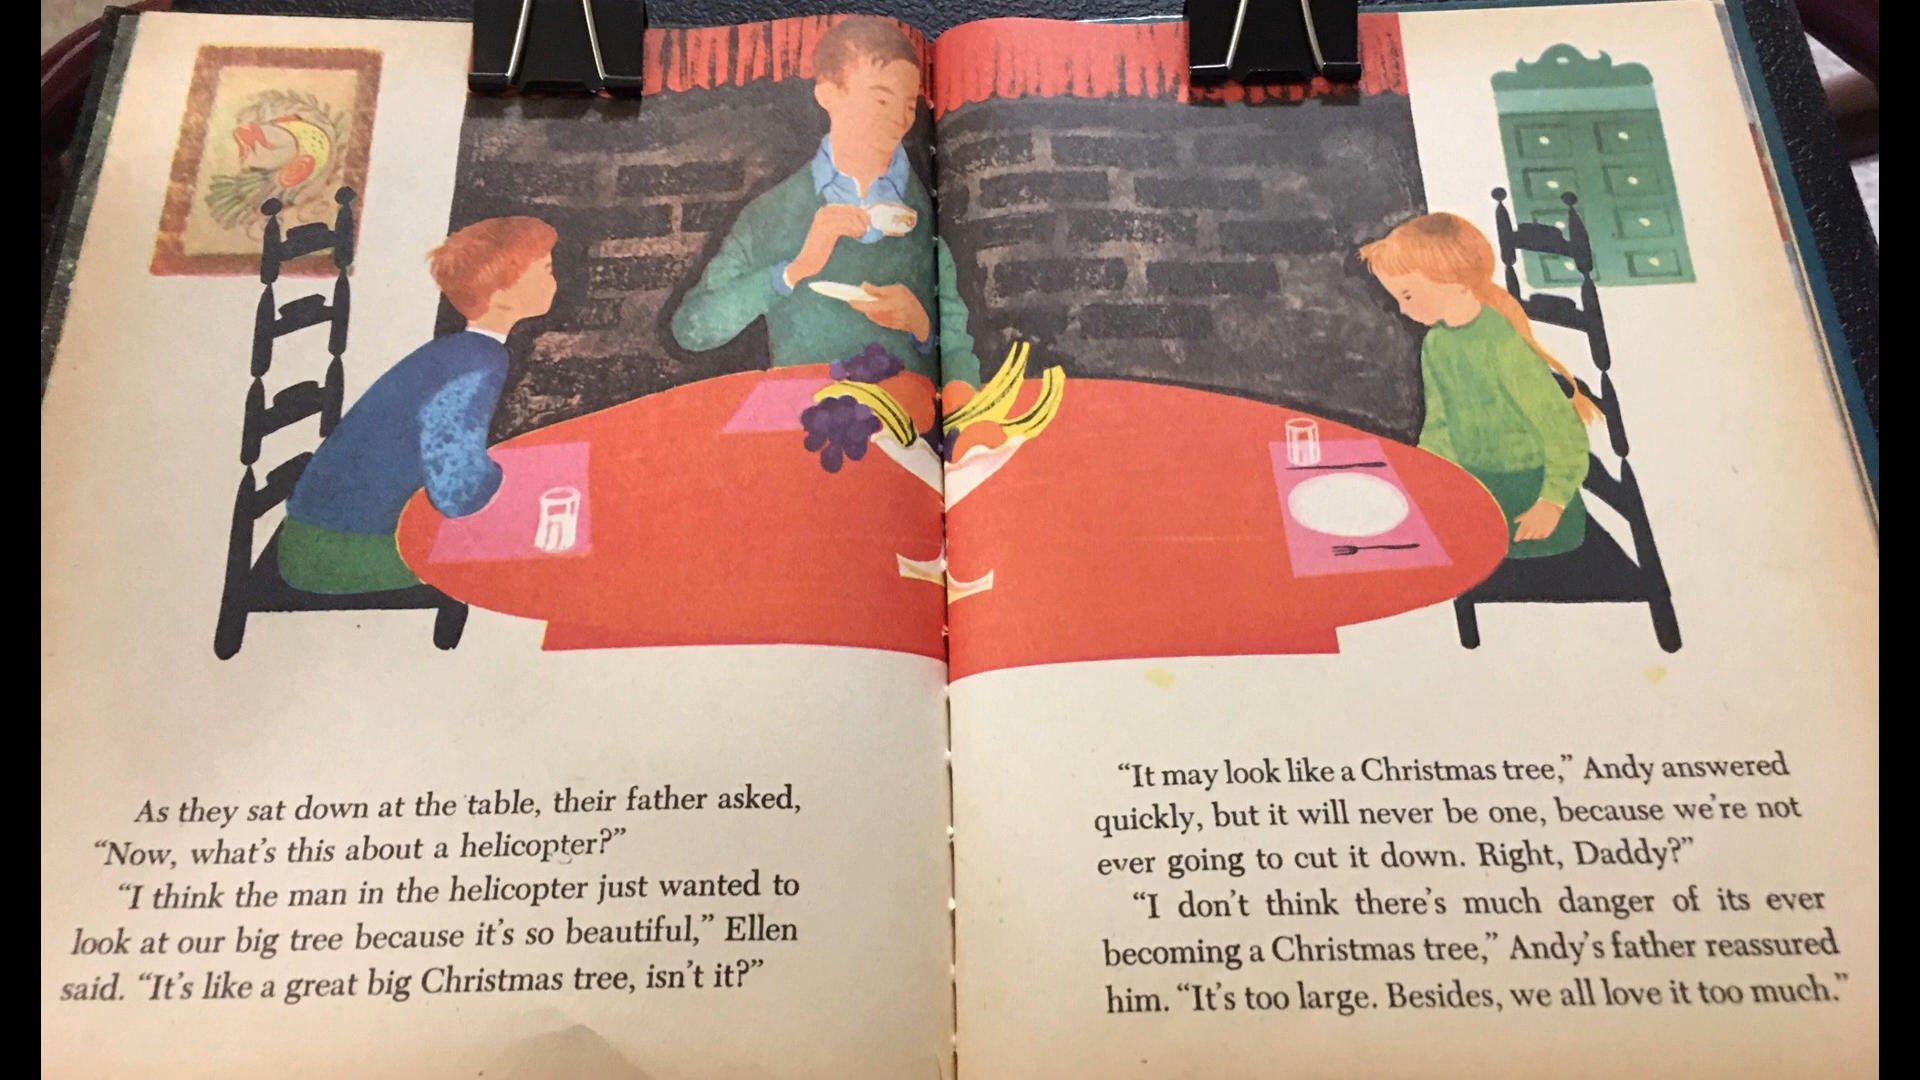 As they sat down at the table, their father asked,
“Now, what’s this about a helicopter?”
“I think the man in the helicopter just wanted to
look at our big tree because it’s so beautiful,” Ellen
said. “It’s like a great big Christmas tree, isn’t it?”
“It may look like a Christmas tree,” Andy answered
quickly, but it will never be one, because we’re not
ever going to cut it down. Right, Daddy?”
“I don’t think there’s much danger of its ever
becoming a Christmas tree,” Andy’s father reassured
him. “It’s too large. Besides, we all love it too much.”